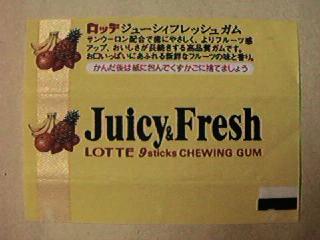 ロッテ ジューシィフレッシュガム
サンウーロン配合で歯にやさしく、よりフルーツ感
アップ、おいしさが長続きする高品質ガムです。
お口いっぱいにあふれる新鮮なフルーツの味と香り。
かんだ後は紙に包んでくずかごに捨てましょう
Juicy&Fresh
LOTTE 9sticks CHEWING GUM